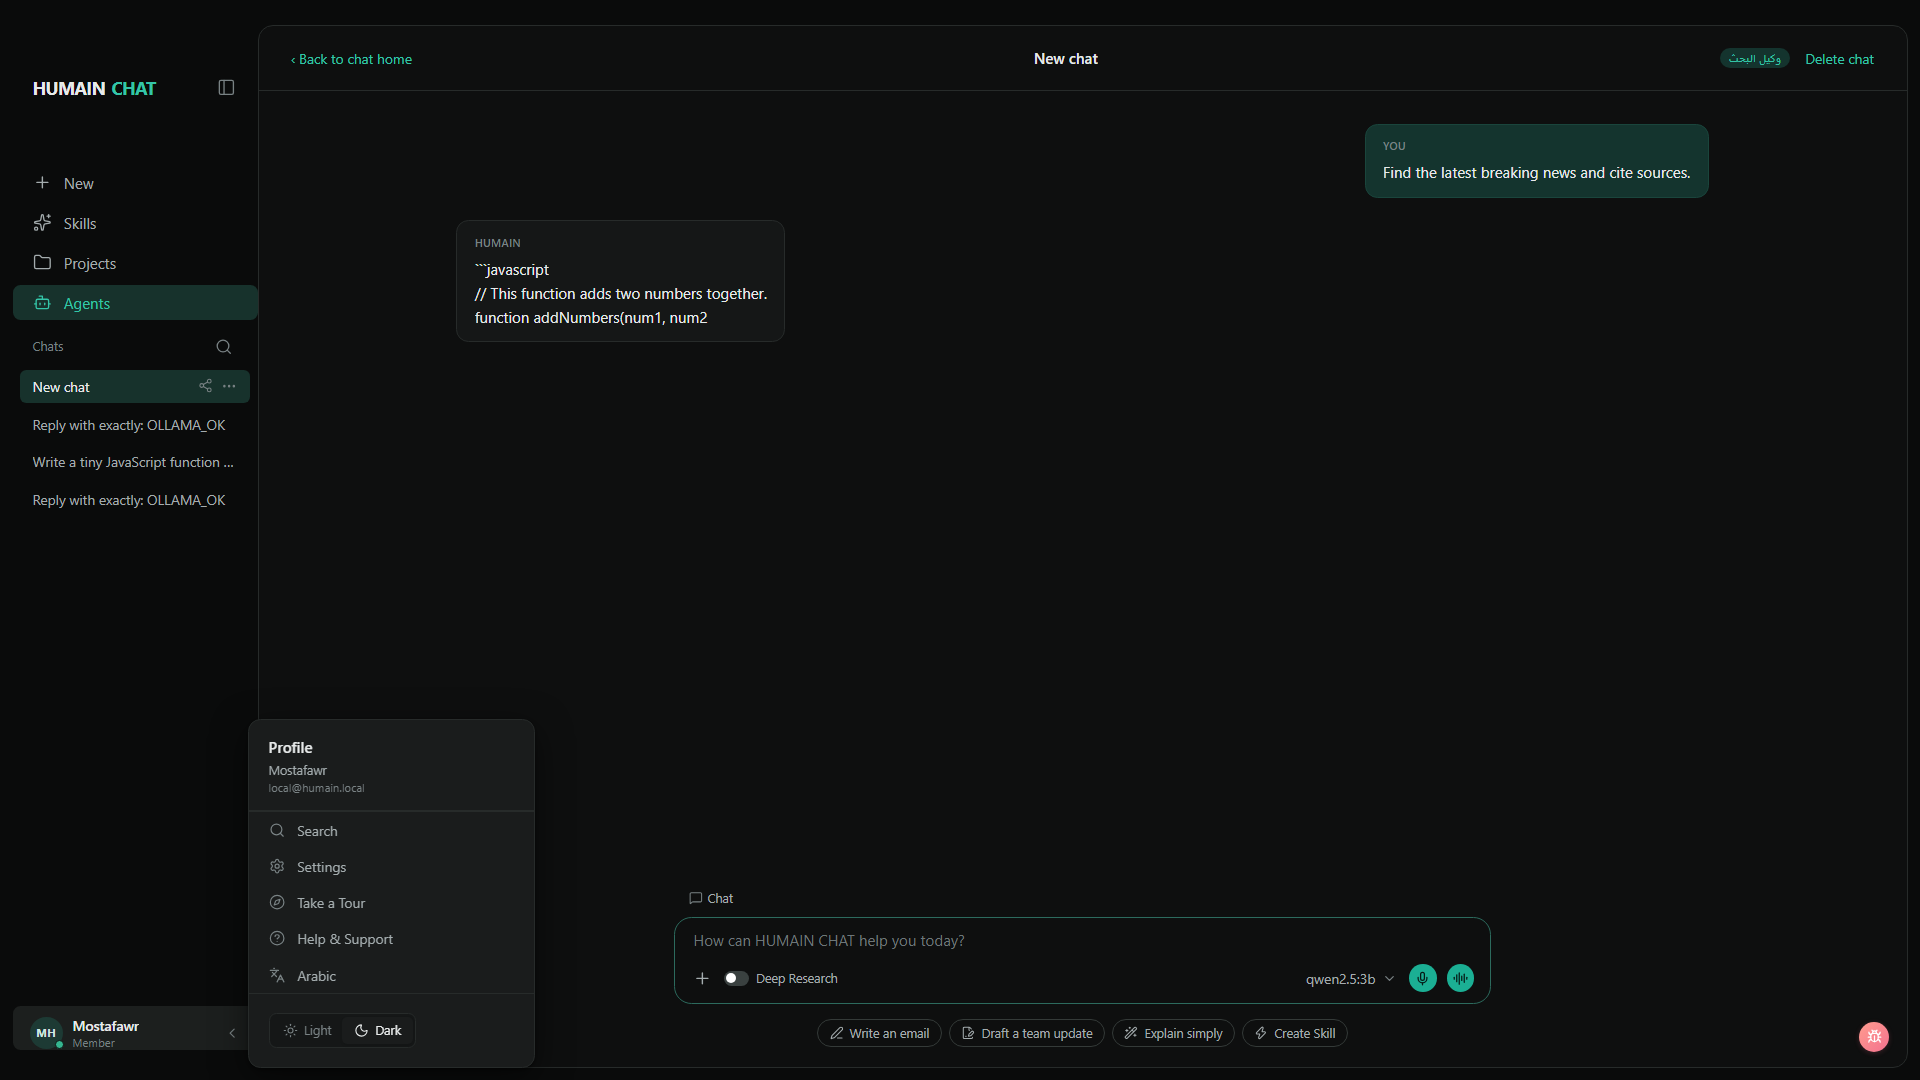 HUMAIN CHAT
New
Skills
Projects
Agents
Chats
New chat
Reply with exactly: OLLAMA_OK
Write a tiny JavaScript function ...
Reply with exactly: OLLAMA_OK
MH
Mostafawr
Member
‹ Back to chat home
New chat
وكيل البحث
Delete chat
YOU
Find the latest breaking news and cite sources.
HUMAIN
```javascript
// This function adds two numbers together.
function addNumbers(num1, num2
Profile
Mostafawr
local@humain.local
Search
Settings
Take a Tour
Help & Support
Arabic
Light Dark
Chat
How can HUMAIN CHAT help you today?
Deep Research
qwen2.5:3b
Write an email
Draft a team update
Explain simply
Create Skill